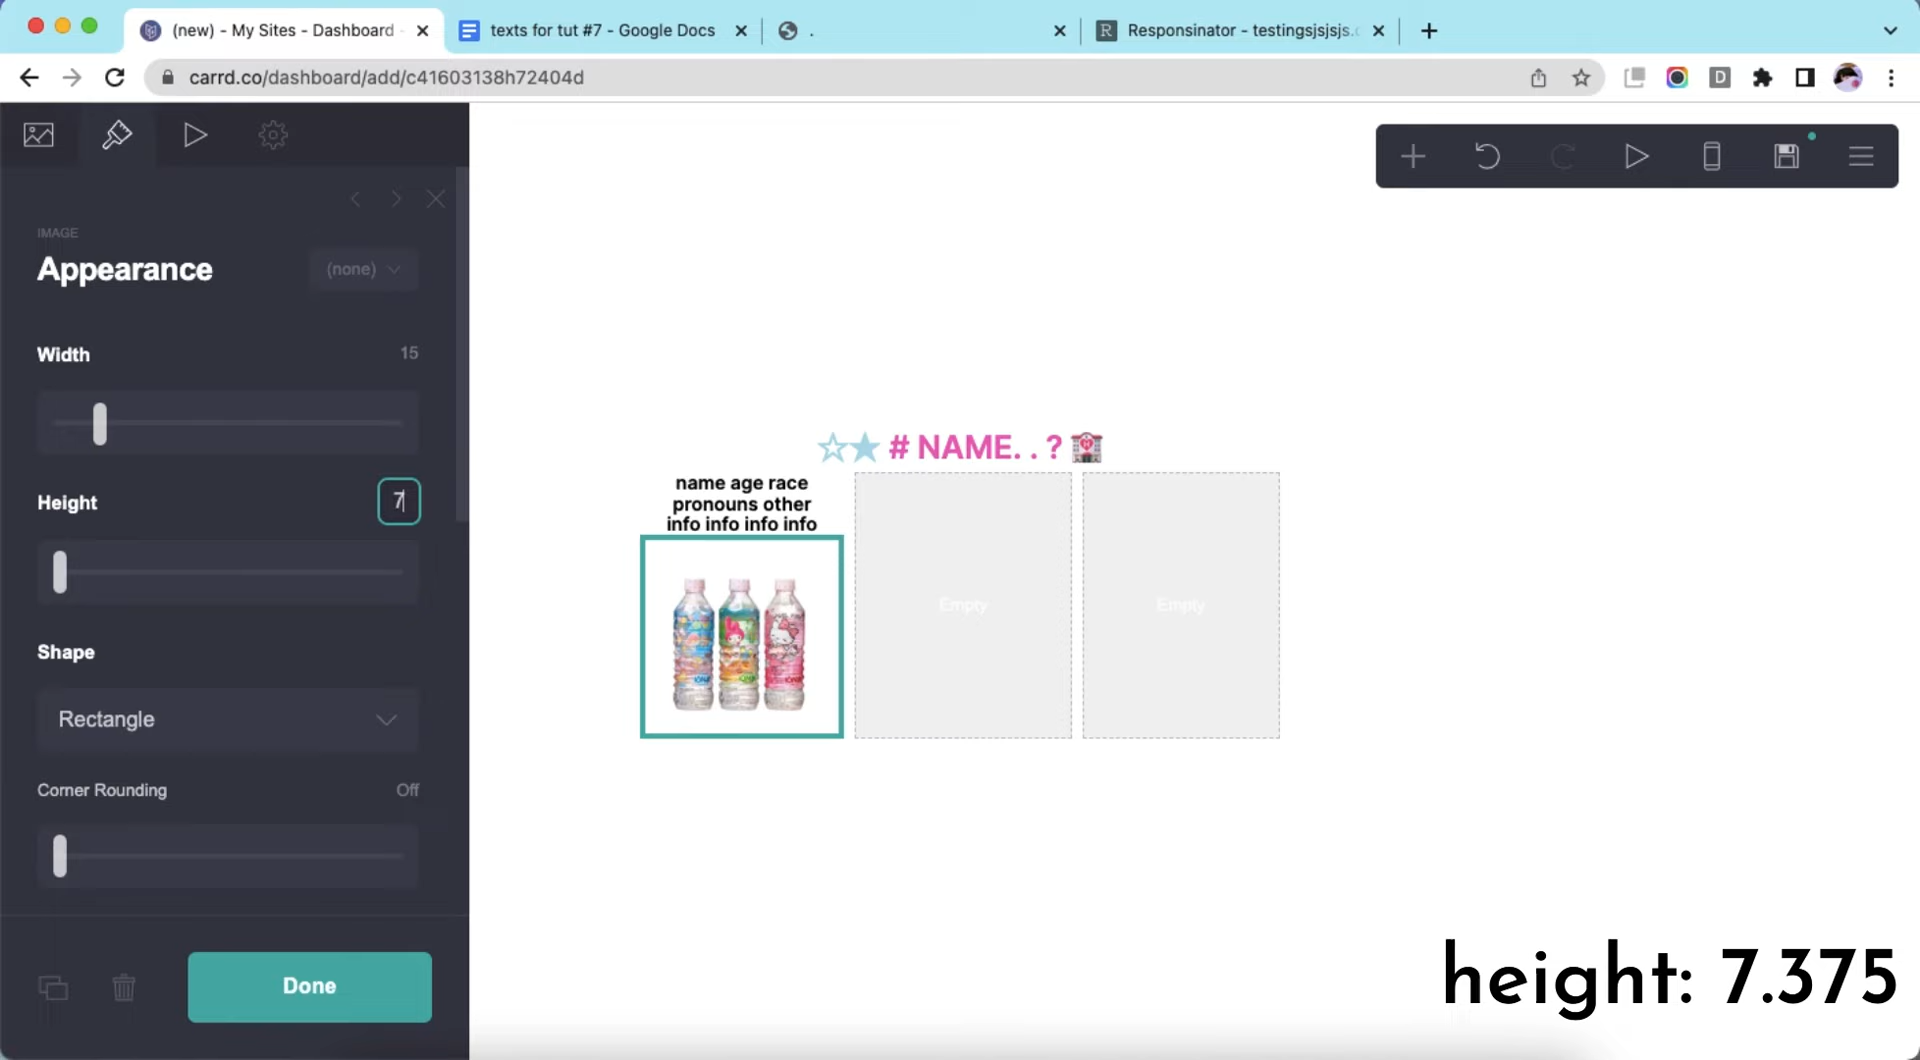 (new) - My Sites - Dashboard -
texts for tut #7 - Google Docs
.
Responsinator - testingsjsjsjs.c
carrd.co/dashboard/add/c41603138h72404d
IMAGE
Appearance
(none)
Width
15
Height
7
Shape
Rectangle
Corner Rounding
Off
Done
☆★ # NAME. . ? 🏩
name age race
pronouns other
info info info info
Empty
Empty
height: 7.375